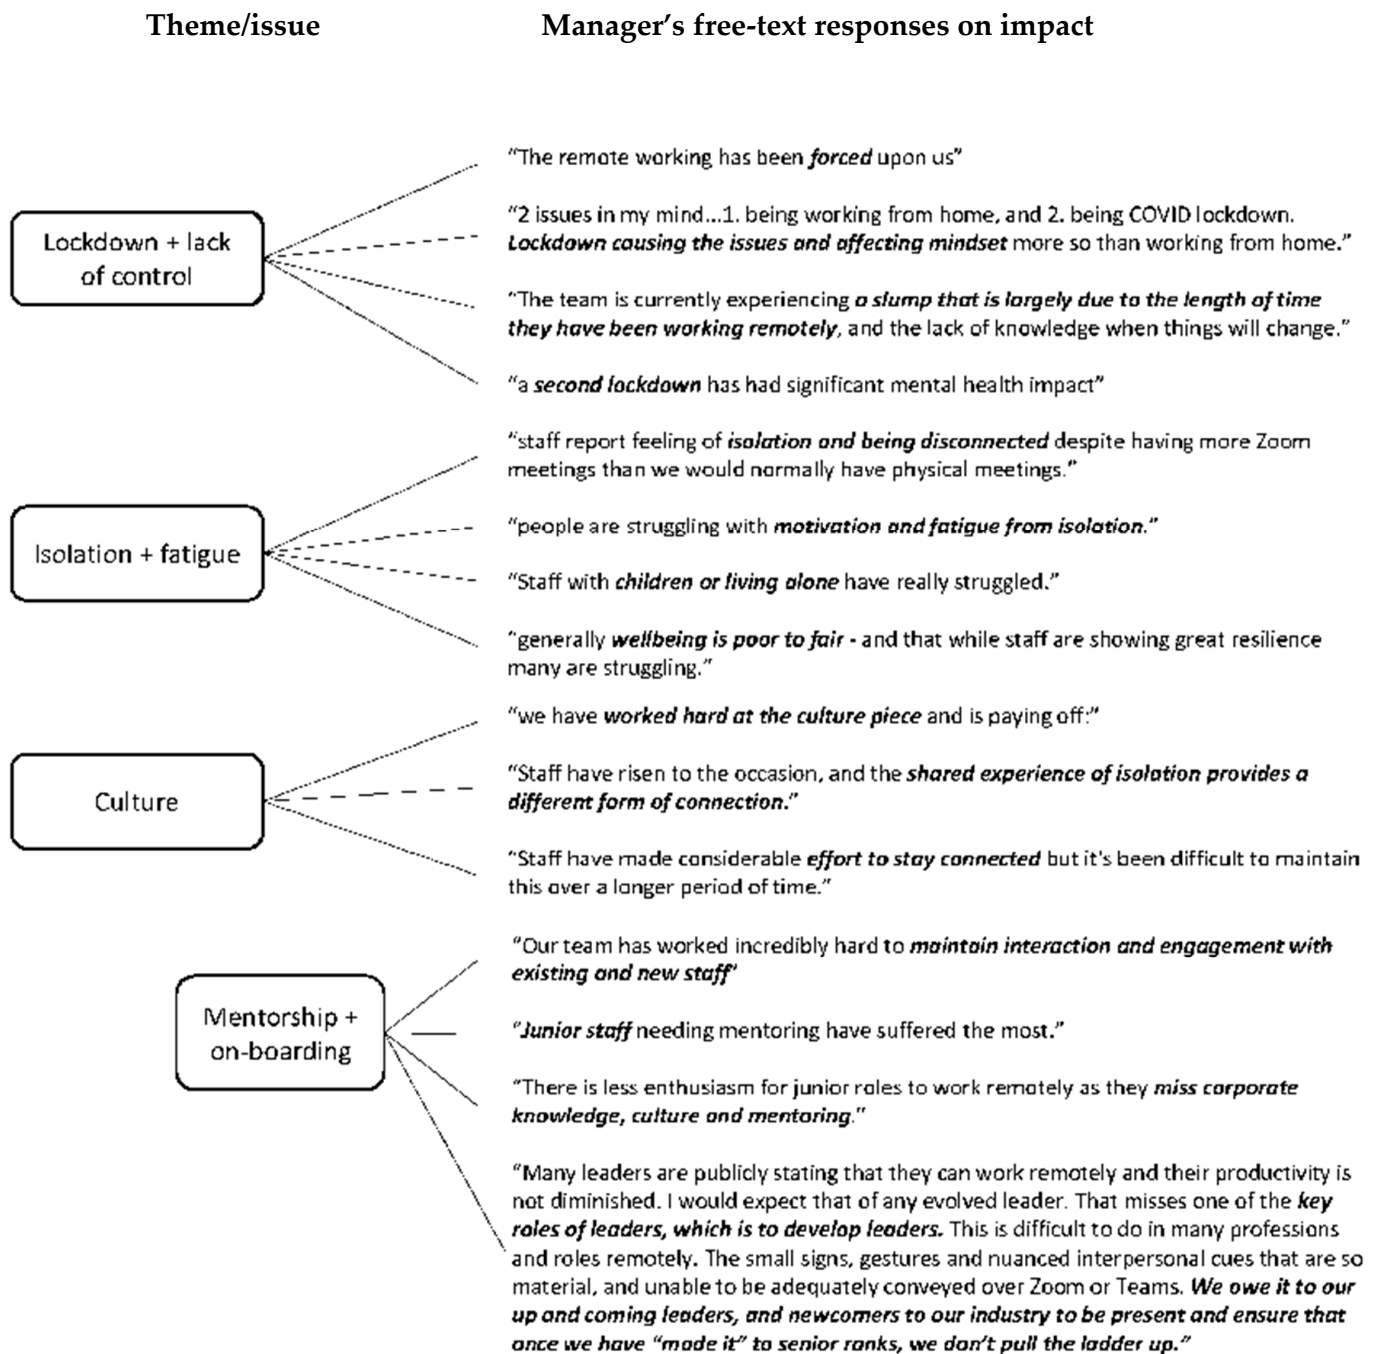 Theme/issue
Manager's free-text responses on impact
Lockdown + lack
of control
"The remote working has been forced upon us"
"2 issues in my mind...1. being working from home, and 2. being COVID lockdown.
Lockdown causing the issues and affecting mindset more so than working from home."
"The team is currently experiencing a slump that is largely due to the length of time
they have been working remotely, and the lack of knowledge when things will change."
"a second lockdown has had significant mental health impact"
Isolation + fatigue
"staff report feeling of isolation and being disconnected despite having more Zoom
meetings than we would normally have physical meetings."
"people are struggling with motivation and fatigue from isolation."
"Staff with children or living alone have really struggled."
"generally wellbeing is poor to fair - and that while staff are showing great resilience
many are struggling."
Culture
"we have worked hard at the culture piece and is paying off:"
"Staff have risen to the occasion, and the shared experience of isolation provides a
different form of connection."
"Staff have made considerable effort to stay connected but it's been difficult to maintain
this over a longer period of time."
Mentorship +
on-boarding
"Our team has worked incredibly hard to maintain interaction and engagement with
existing and new staff'
"Junior staff needing mentoring have suffered the most."
"There is less enthusiasm for junior roles to work remotely as they miss corporate
knowledge, culture and mentoring."
"Many leaders are publicly stating that they can work remotely and their productivity is
not diminished. I would expect that of any evolved leader. That misses one of the key
roles of leaders, which is to develop leaders. This is difficult to do in many professions
and roles remotely. The small signs, gestures and nuanced interpersonal cues that are so
material, and unable to be adequately conveyed over Zoom or Teams. We owe it to our
up and coming leaders, and newcomers to our industry to be present and ensure that
once we have "made it" to senior ranks, we don't pull the ladder up."